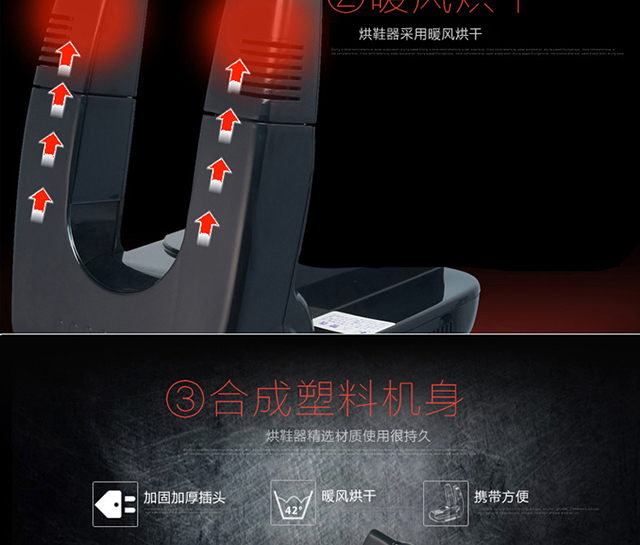 ②暖风烘干
烘鞋器采用暖风烘干
③合成塑料机身
烘鞋器精选材质使用很持久
加固加厚插头
42°
暖风烘干
携带方便